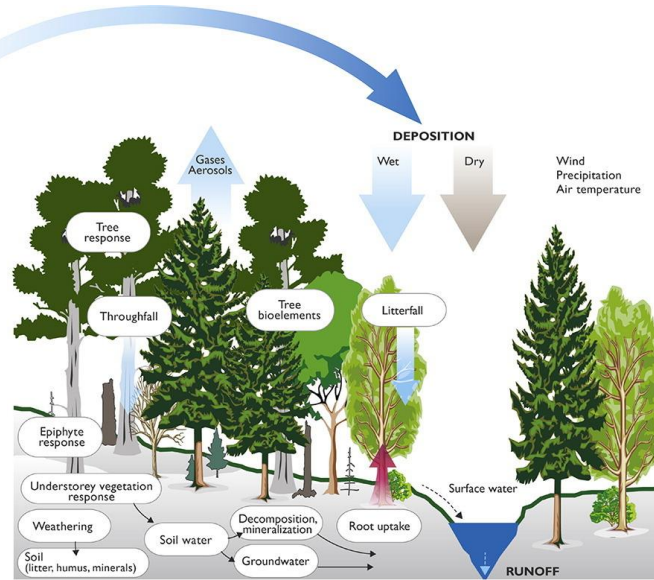 DEPOSITION
Wet
Dry
Gases
Aerosols
Wind
Precipitation
Air temperature
Tree
response
Throughfall
Tree
bioelements
Litterfall
Epiphyte
response
Understorey vegetation
response
Surface water
Weathering
Soil water
Decomposition,
mineralization
Root uptake
Groundwater
Soil
(litter, humus, minerals)
RUNOFF